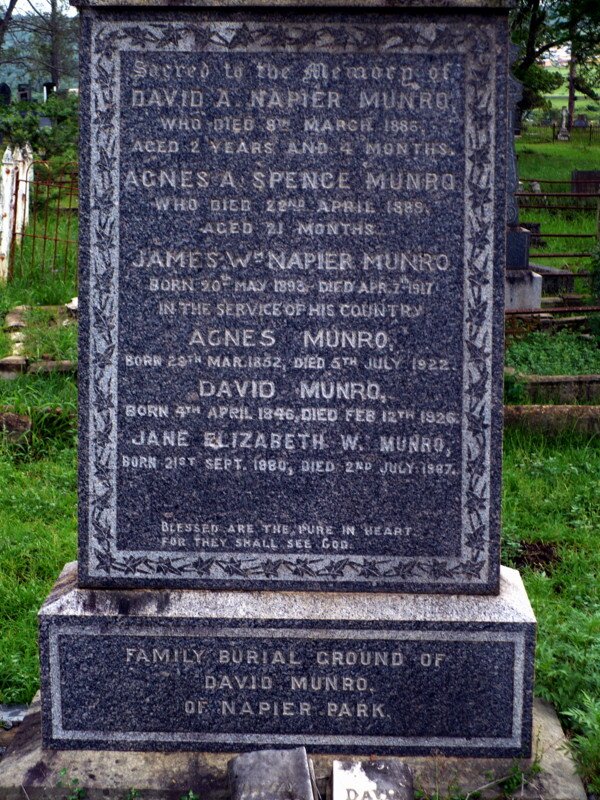 Sacred to the Memory of
DAVID A. NAPIER MUNRO,
WHO DIED 8TH MARCH 1885,
AGED 2 YEARS AND 4 MONTHS.
AGNES A. SPENCE MUNRO
WHO DIED 22ND APRIL 1889,
AGED 21 MONTHS.
JAMES WM NAPIER MUNRO
BORN 20TH MAY 1893, DIED APR. 7TH 1917.
IN THE SERVICE OF HIS COUNTRY
AGNES MUNRO,
BORN 29TH MAR. 1852, DIED 5TH JULY 1922.
DAVID MUNRO,
BORN 4TH APRIL 1846, DIED FEB 12TH 1926.
JANE ELIZABETH W. MUNRO,
BORN 21ST SEPT. 1880, DIED 2ND JULY 1967.
BLESSED ARE THE PURE IN HEART
FOR THEY SHALL SEE GOD.
FAMILY BURIAL GROUND OF
DAVID MUNRO.
OF NAPIER PARK.